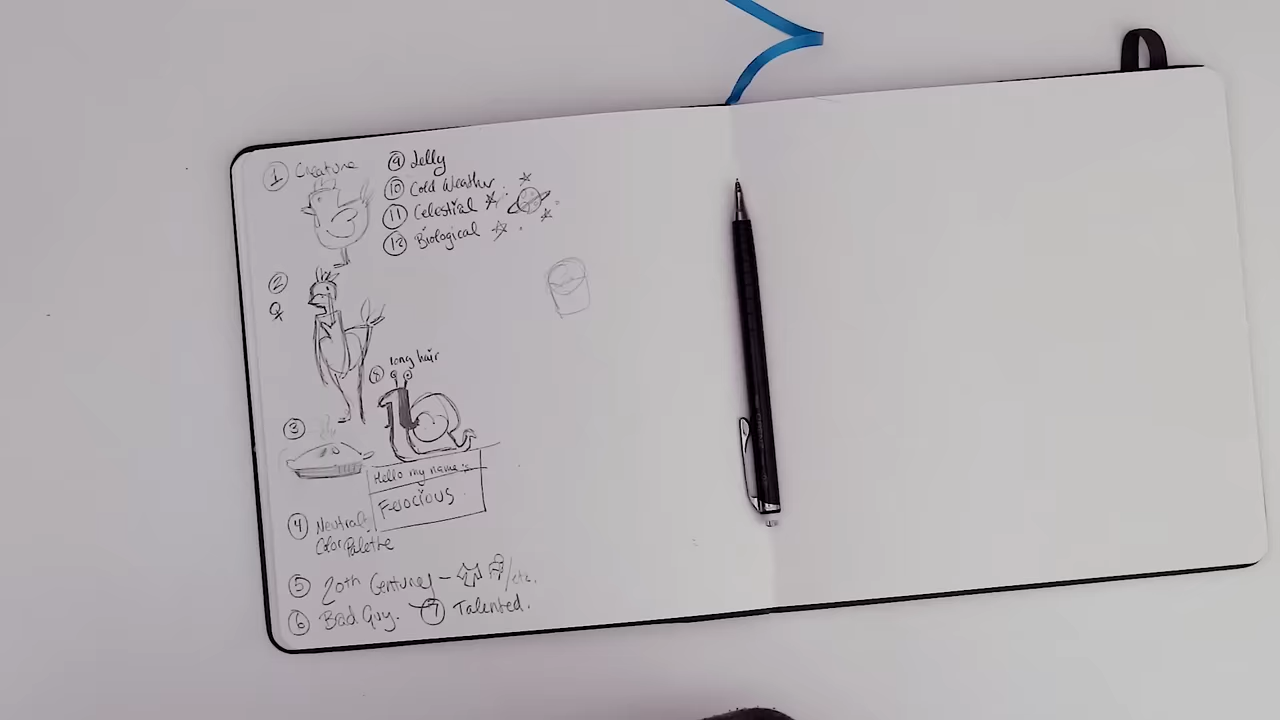 ① Creature
②
③
④ Neutral
Color Palette
⑤ 20th Century - /etc.
⑥ Bad Guy. ⑦ Talented.
⑧ long hair
Hello my name is
Ferocious
⑨ Jelly
⑩ Cold Weather
⑪ Celestial
⑫ Biological